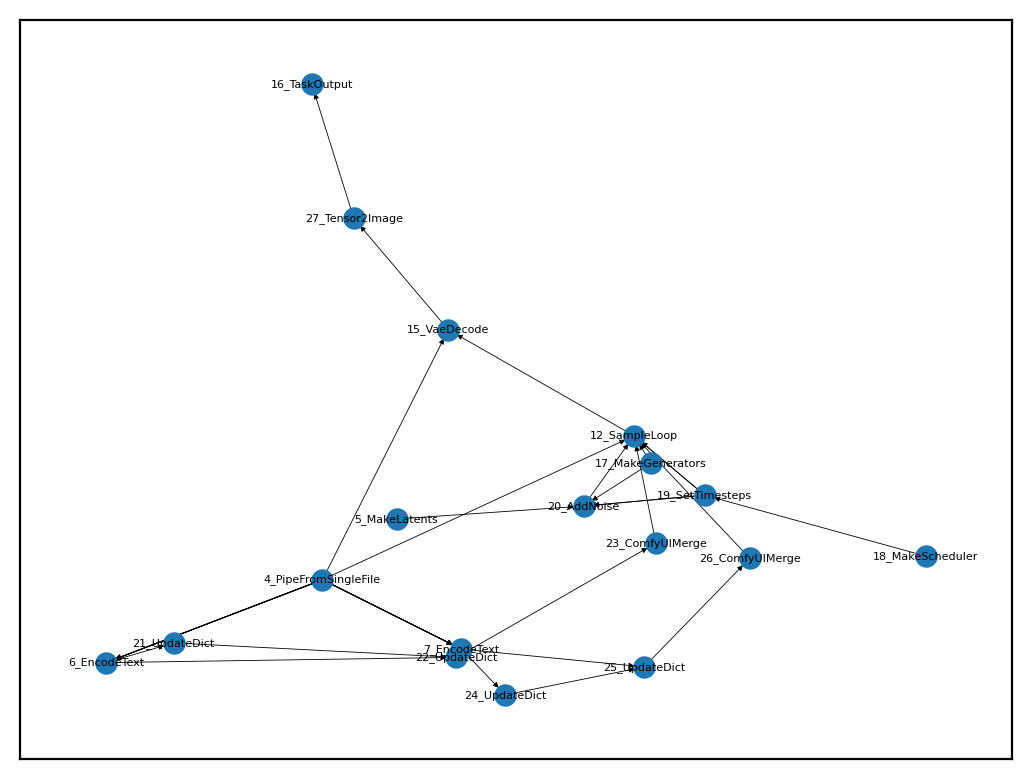 16_TaskOutput
27_Tensor2Image
15_VaeDecode
12_SampleLoop
17_MakeGenerators
19_SetTimesteps
20_AddNoise
5_MakeLatents
23_ComfyUIMerge
26_ComfyUIMerge
18_MakeScheduler
4_PipeFromSingleFile
21_UpdateDict
7_EncodeText
22_UpdateDict
6_EncodeText
25_UpdateDict
24_UpdateDict